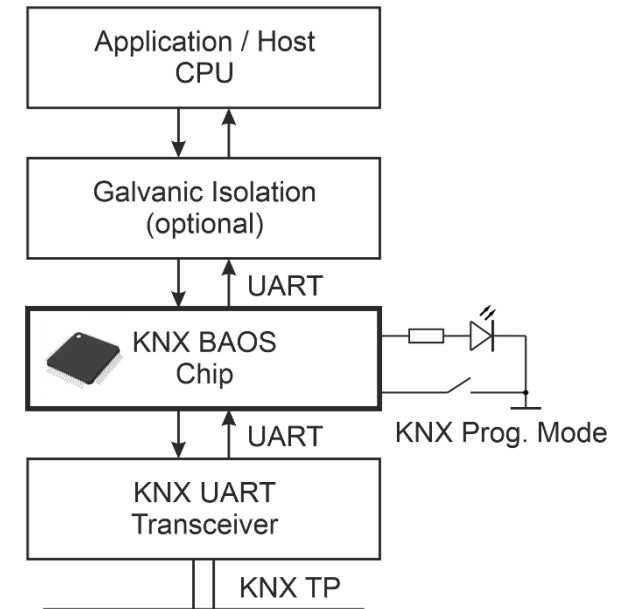 Application / Host
CPU
Galvanic Isolation
(optional)
UART
KNX BAOS
Chip
KNX Prog. Mode
UART
KNX UART
Transceiver
KNX TP